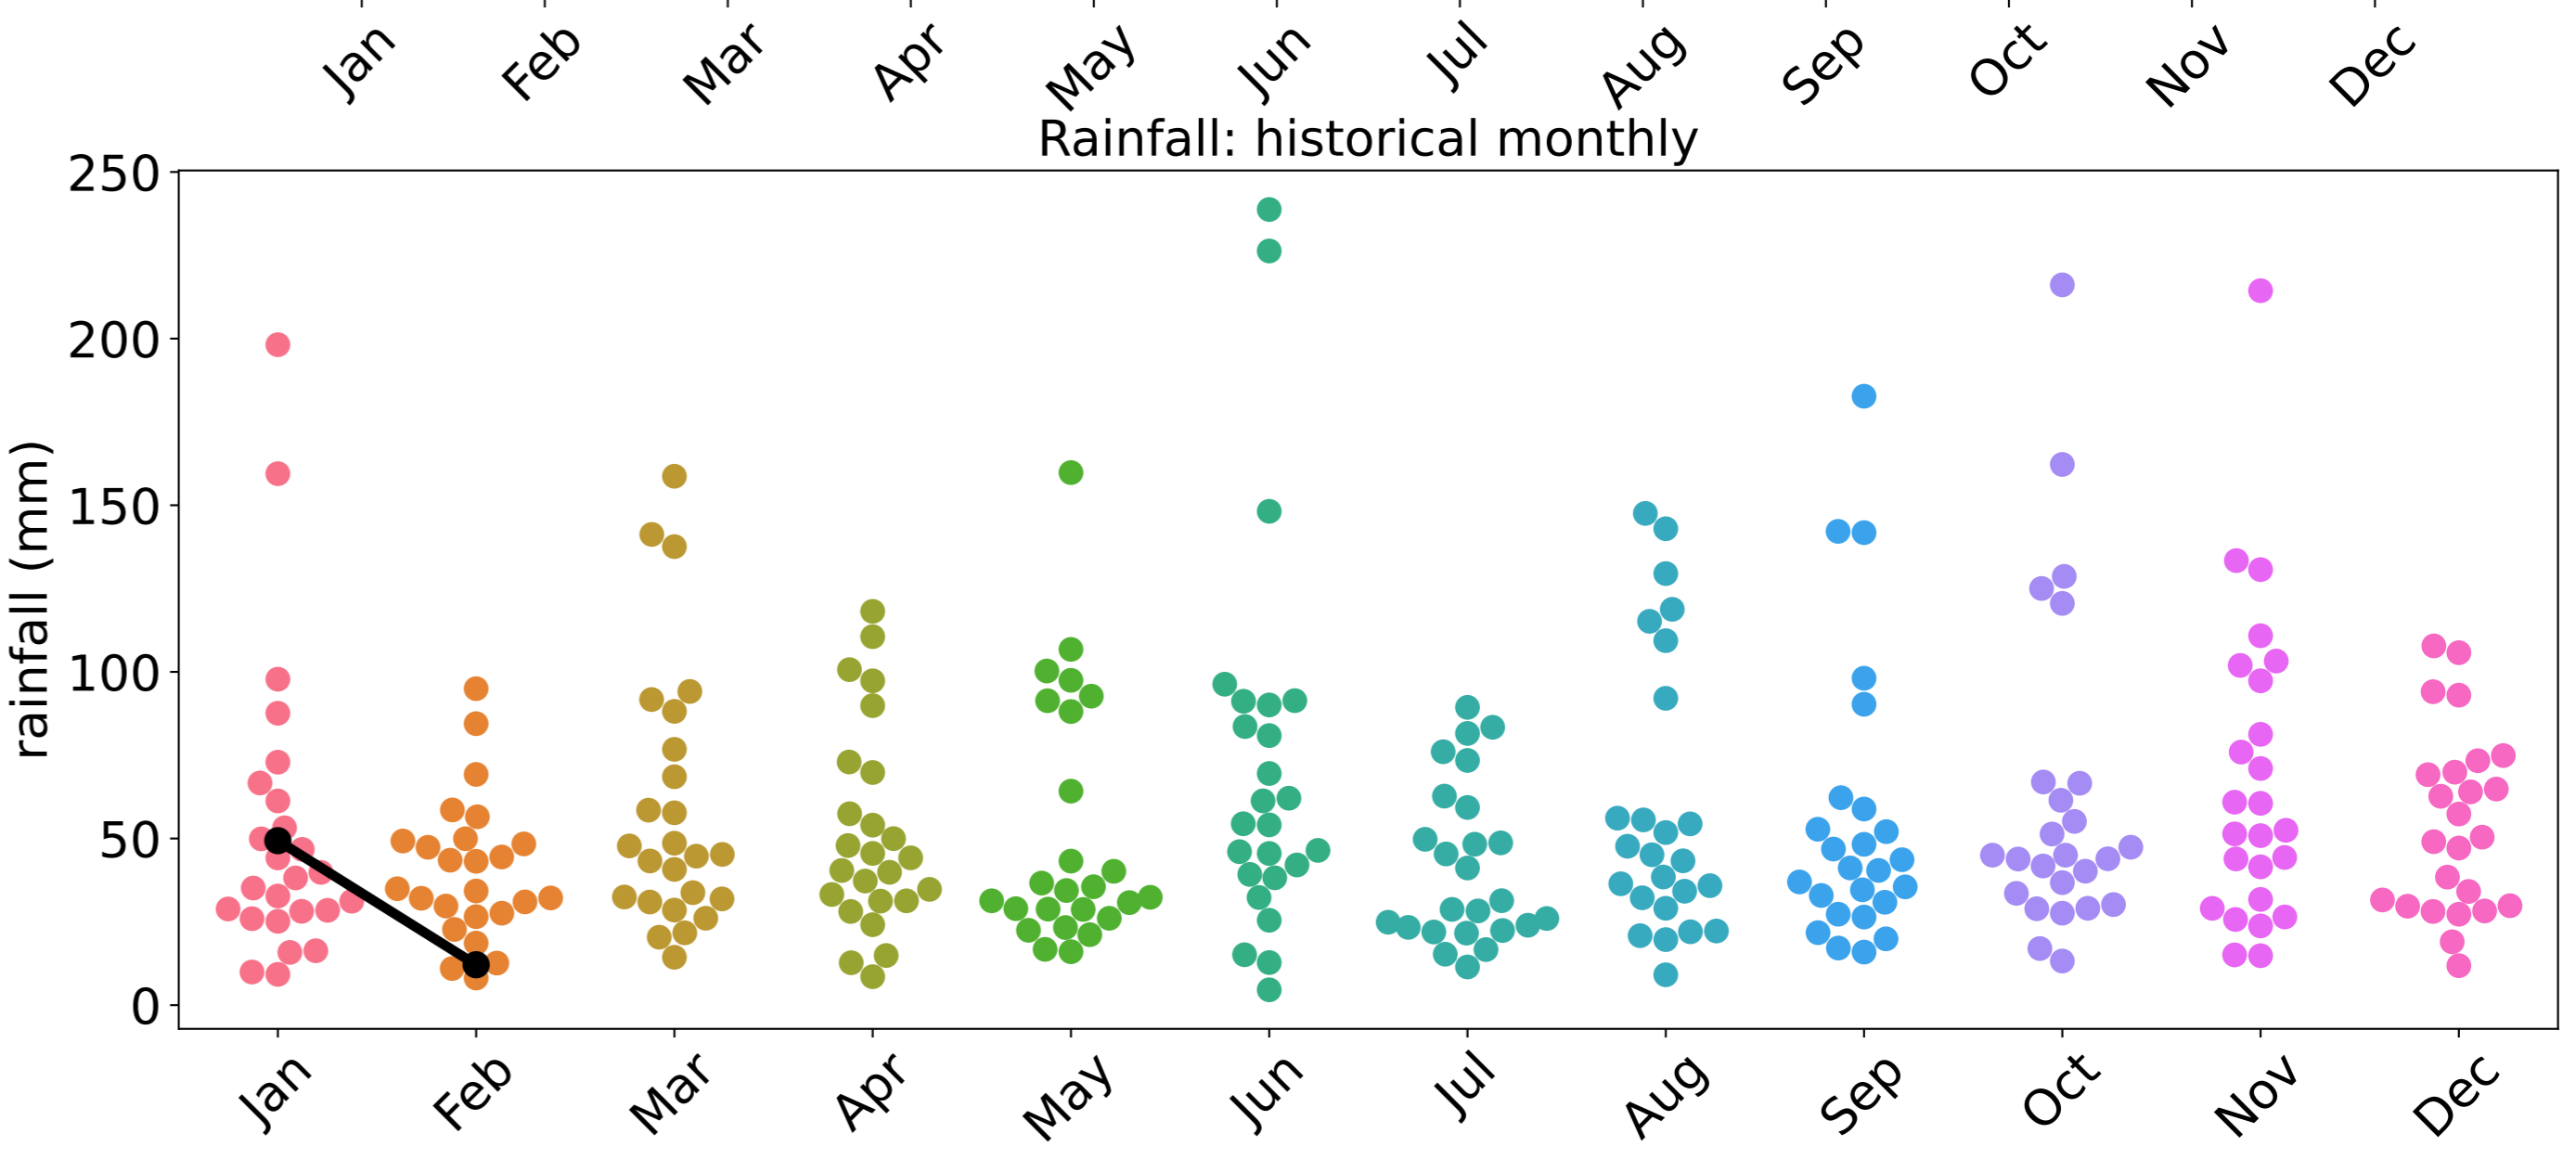 Jan Feb Mar Apr May Jun Jul Aug Sep Oct Nov Dec
Rainfall: historical monthly
250
200
150
100
50
0
rainfall (mm)
Jan Feb Mar Apr May Jun Jul Aug Sep Oct Nov Dec